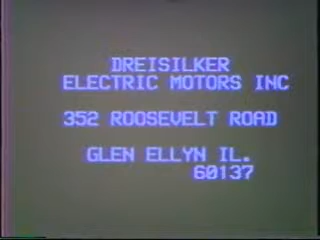 DREISILKER
ELECTRIC MOTORS INC
352 ROOSEVELT ROAD
GLEN ELLYN IL.
60137